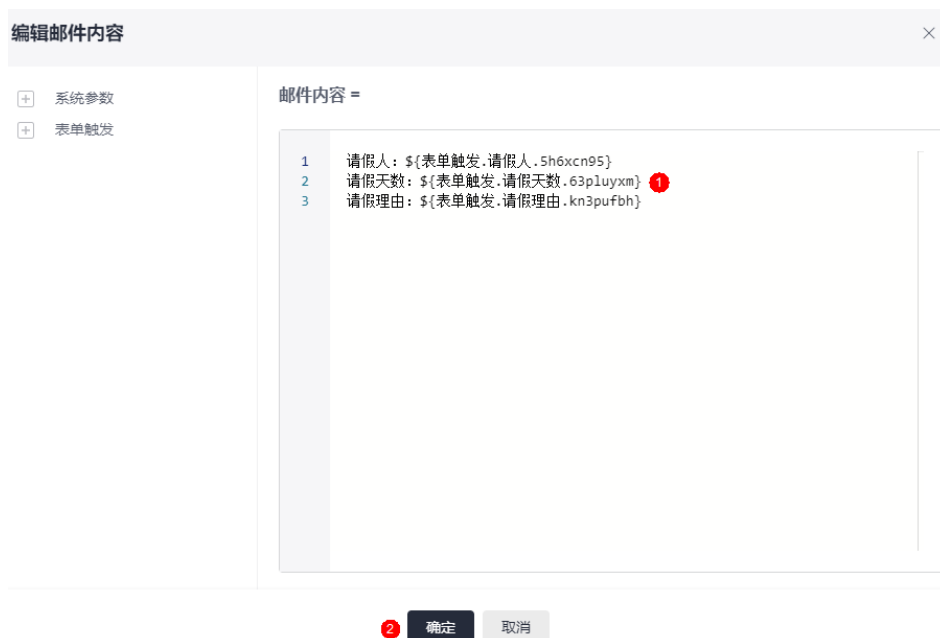 编辑邮件内容
系统参数
表单触发
邮件内容 =
1 请假人：${表单触发.请假人.5h6xcn95}
2 请假天数：${表单触发.请假天数.63pluyxm} 1
3 请假理由：${表单触发.请假理由.kn3pufbh}
2 确定 取消